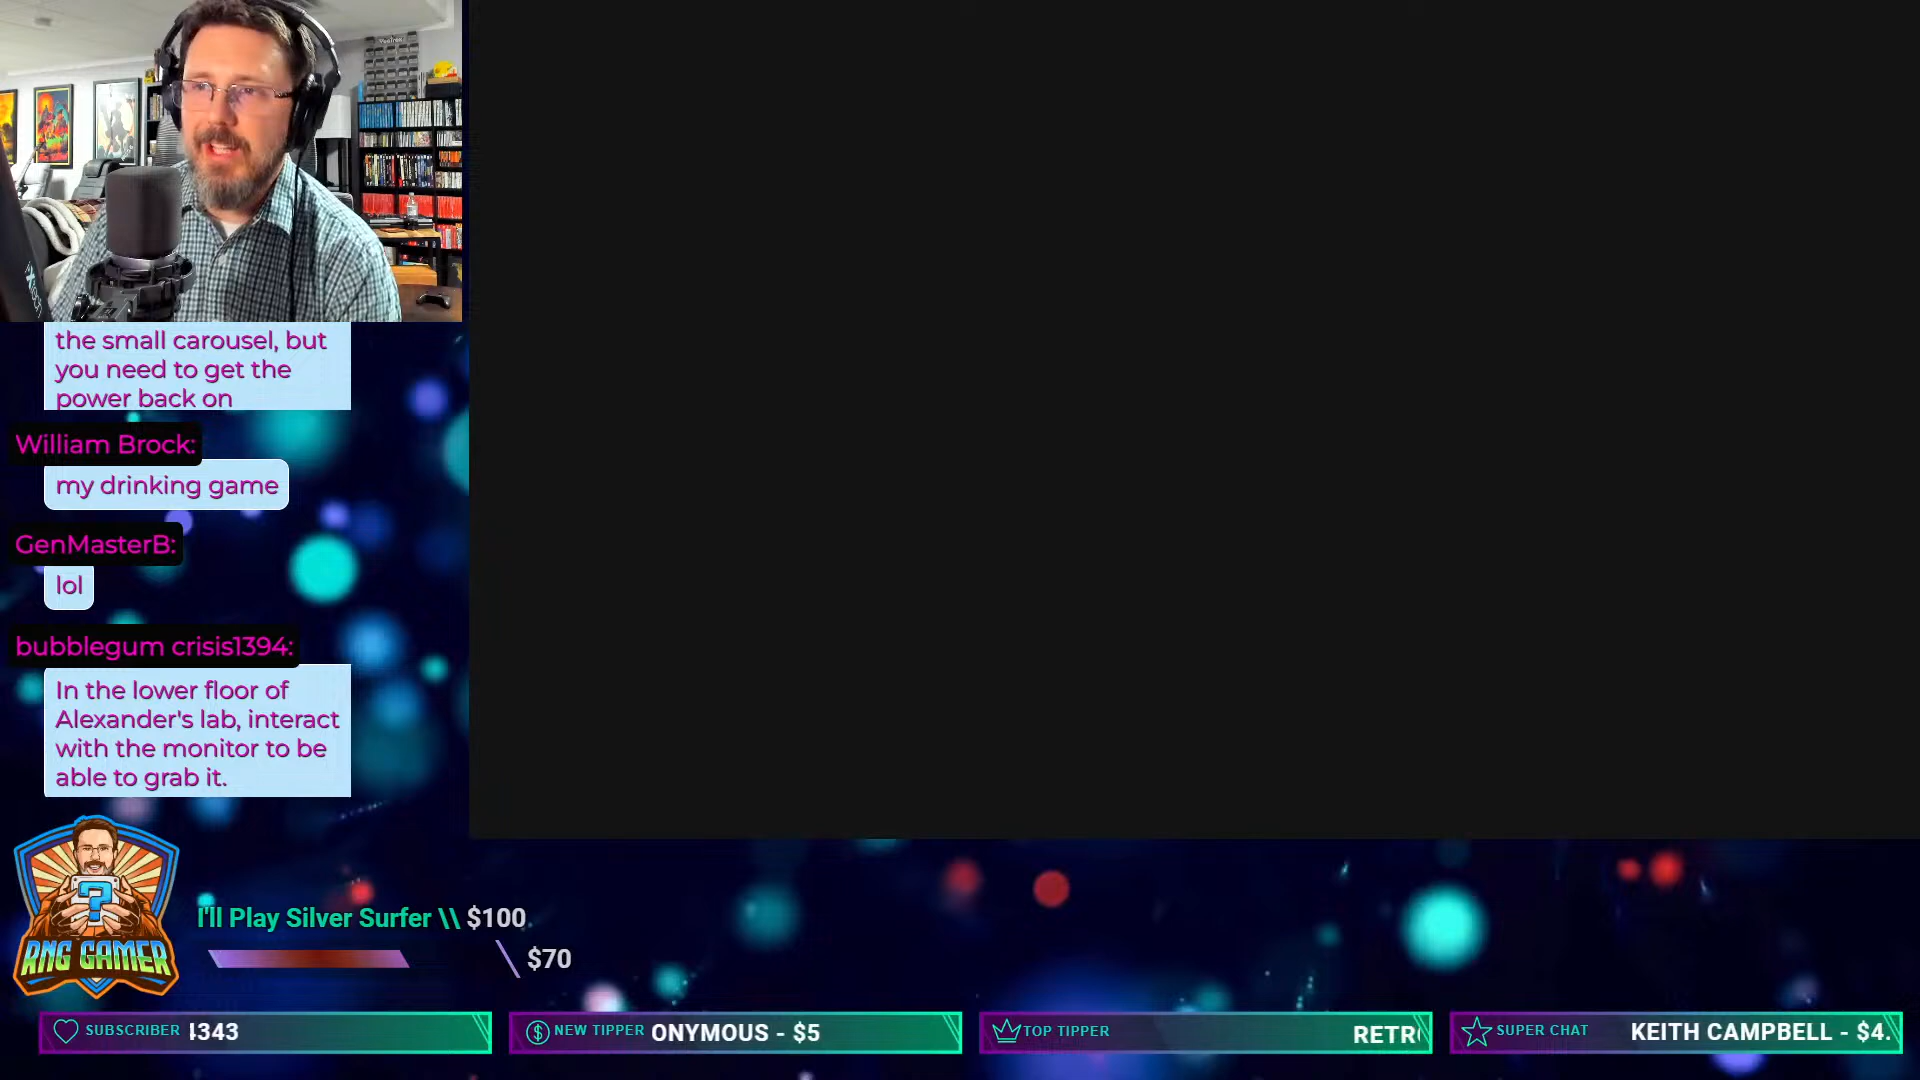 the small carousel, but
you need to get the
power back on
William Brock:
my drinking game
GenMasterB:
lol
bubblegum crisis1394:
In the lower floor of
Alexander's lab, interact
with the monitor to be
able to grab it.
RNG GAMER
I'll Play Silver Surfer \\ $100
$70
SUBSCRIBER 4343
NEW TIPPER ONYMOUS - $5
TOP TIPPER RETR
SUPER CHAT KEITH CAMPBELL - $4.